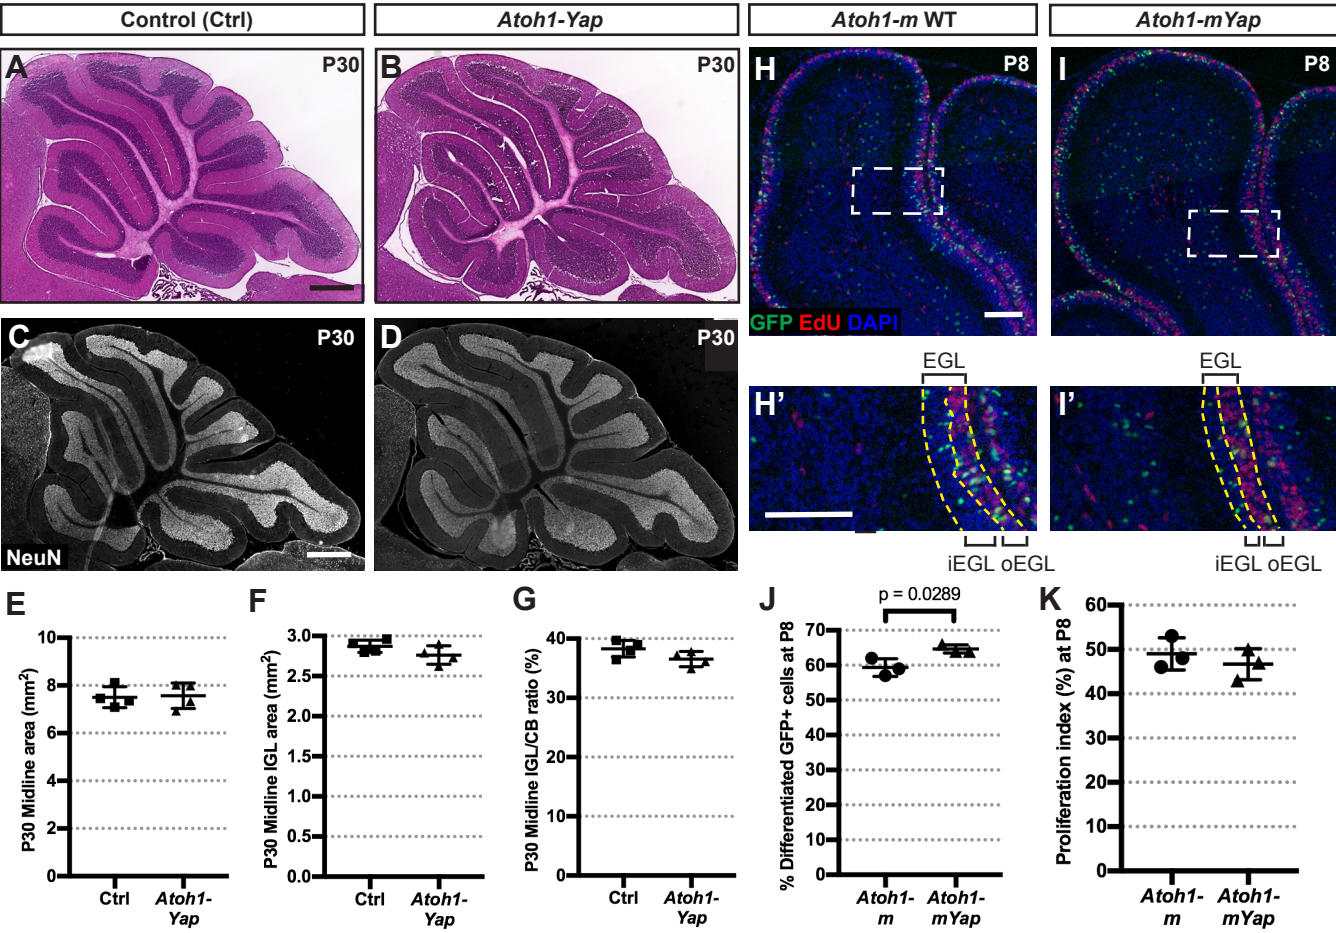 Control (Ctrl)
Atoh1-Yap
Atoh1-m WT
Atoh1-mYap
A
P30
B
P30
H
P8
I
P8
GFP EdU DAPI
C
P30
D
P30
NeuN
EGL
EGL
H’
I’
iEGL oEGL
iEGL oEGL
E
P30 Midline area (mm2)
10
8
6
4
2
0
Ctrl
Atoh1-
Yap
F
P30 Midline IGL area (mm2)
3.0
2.5
2.0
1.5
1.0
0.5
0.0
Ctrl
Atoh1-
Yap
G
P30 Midline IGL/CB ratio (%)
40
30
20
10
0
Ctrl
Atoh1-
Yap
J
p = 0.0289
% Differentiated GFP+ cells at P8
70
60
50
40
30
20
10
0
Atoh1-
m
Atoh1-
mYap
K
Proliferation index (%) at P8
60
50
40
30
20
10
0
Atoh1-
m
Atoh1-
mYap